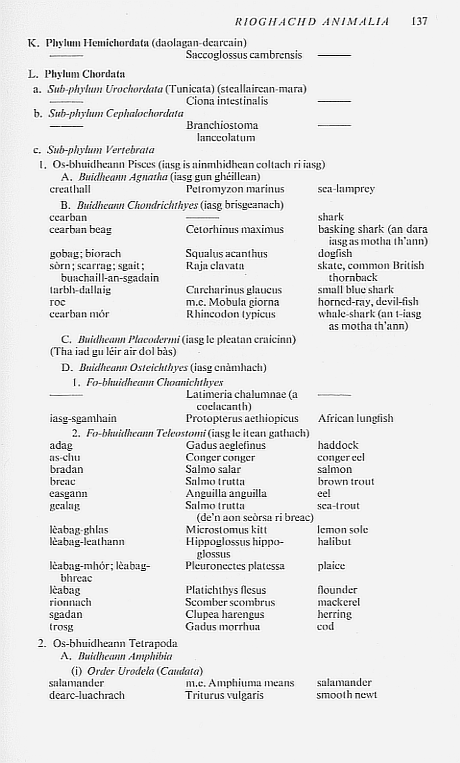 RIOGHACHD ANIMALIA 137
K. Phylum Hemichordata (daolagan-dearcain)
—— Saccoglossus cambrensis ——
L. Phylum Chordata
a. Sub-phylum Urochordata (Tunicata) (steallairean-mara)
—— Ciona intestinalis ——
b. Sub-phylum Cephalochordata
—— Branchiostoma ——
lanceolatum
c. Sub-phylum Vertebrata
1. Os-bhuidheann Pisces (iasg is ainmhidhean coltach ri iasg)
A. Buidheann Agnatha (iasg gun ghéillean)
creathall Petromyzon marinus sea-lamprey
B. Buidheann Chondrichthyes (iasg brisgeanach)
cearban —— shark
cearban beag Cetorhinus maximus basking shark (an dara
iasg as motha th'ann)
gobag; biorach Squalus acanthus dogfish
sòrn; scarrag; sgait; Raja clavata skate, common British
buachaill-an-sgadain thornback
tarbh-dallaig Carcharinus glaucus small blue shark
roc m.e. Mobula giorna horned-ray, devil-fish
cearban mór Rhincodon typicus whale-shark (an t-iasg
as motha th'ann)
C. Buidheann Placodermi (iasg le pleatan craicinn)
(Tha iad gu léir air dol bàs)
D. Buidheann Osteichthyes (iasg cnàmhach)
1. Fo-bhuidheann Choanichthyes
—— Latimeria chalumnae (a ——
coelacanth)
iasg-sgamhain Protopterus aethiopicus African lungfish
2. Fo-bhuidheann Teleostomi (iasg le itean gathach)
adag Gadus aeglefinus haddock
as-chu Conger conger conger eel
bradan Salmo salar salmon
breac Salmo trutta brown trout
easgann Anguilla anguilla eel
gealag Salmo trutta sea-trout
(de'n aon seòrsa ri breac)
lèabag-ghlas Microstomus kitt lemon sole
lèabag-leathann Hippoglossus hippo- halibut
glossus
lèabag-mhór; lèabag- Pleuronectes platessa plaice
bhreac
lèabag Platichthys flesus flounder
rionnach Scomber scombrus mackerel
sgadan Clupea harengus herring
trosg Gadus morrhua cod
2. Os-bhuidheann Tetrapoda
A. Buidheann Amphibia
(i) Order Urodela (Caudata)
salamander m.e. Amphiuma means salamander
dearc-luachrach Triturus vulgaris smooth newt